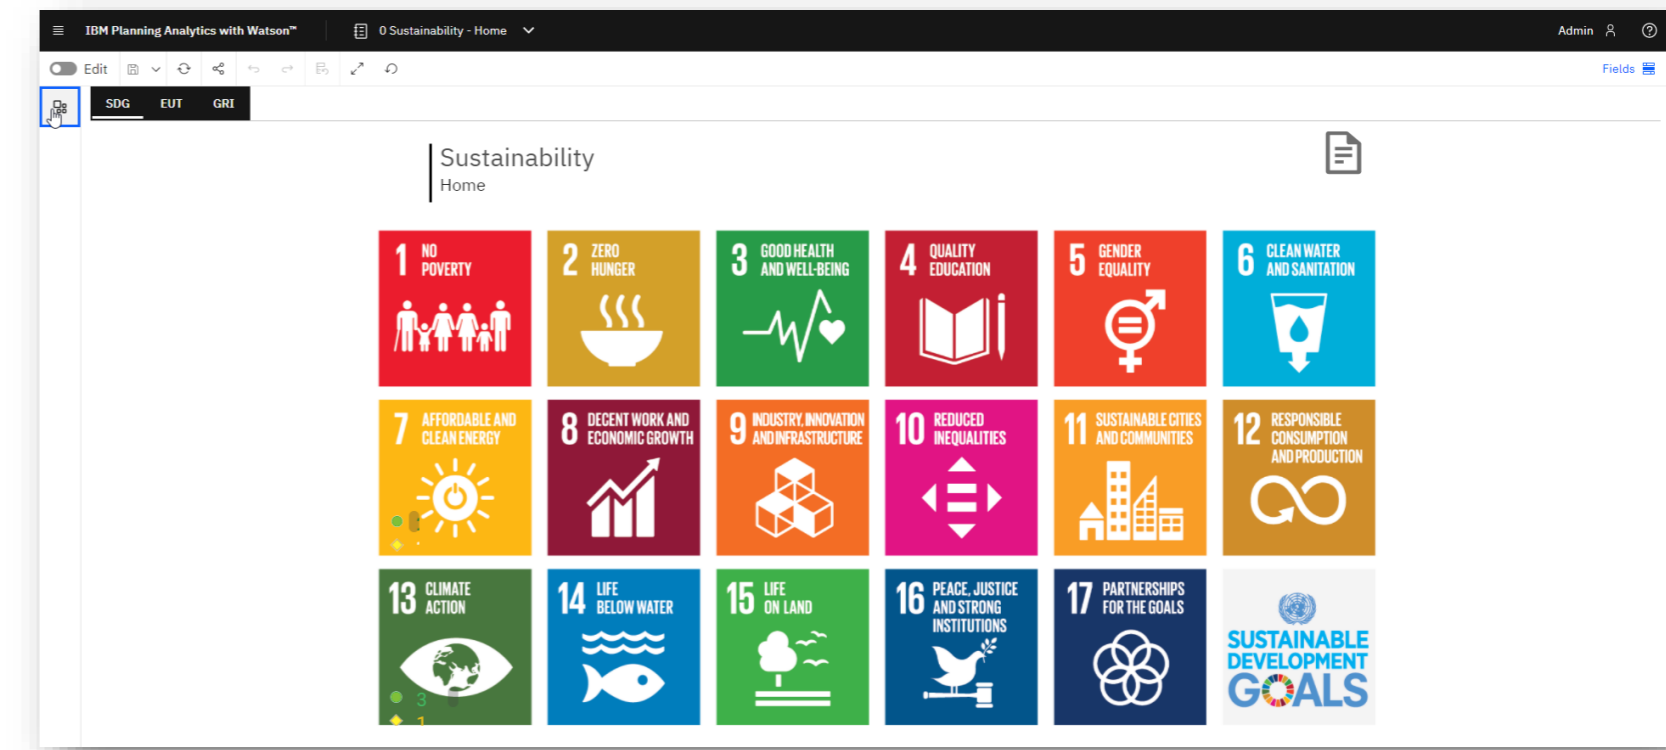 IBM Planning Analytics with Watson™
0 Sustainability - Home
Admin
Edit
Fields
SDG EUT GRI
Sustainability
Home
1 NO
POVERTY
2 ZERO
HUNGER
3 GOOD HEALTH
AND WELL-BEING
4 QUALITY
EDUCATION
5 GENDER
EQUALITY
6 CLEAN WATER
AND SANITATION
7 AFFORDABLE AND
CLEAN ENERGY
8 DECENT WORK AND
ECONOMIC GROWTH
9 INDUSTRY, INNOVATION
AND INFRASTRUCTURE
10 REDUCED
INEQUALITIES
11 SUSTAINABLE CITIES
AND COMMUNITIES
12 RESPONSIBLE
CONSUMPTION
AND PRODUCTION
13 CLIMATE
ACTION
3
1
14 LIFE
BELOW WATER
15 LIFE
ON LAND
16 PEACE, JUSTICE
AND STRONG
INSTITUTIONS
17 PARTNERSHIPS
FOR THE GOALS
SUSTAINABLE
DEVELOPMENT
GOALS